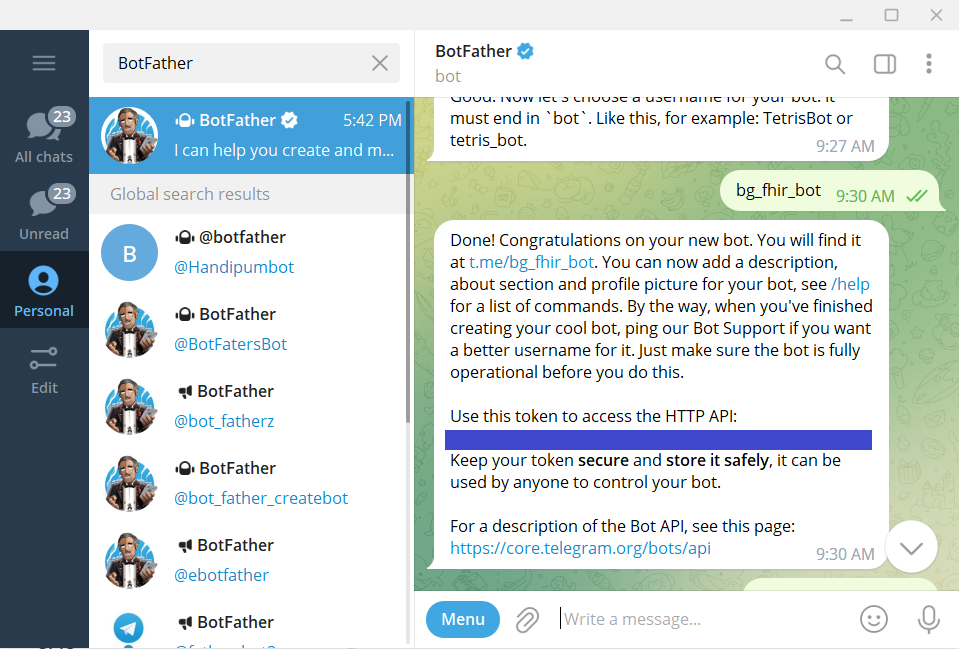 BotFather
23
All chats
23
Unread
Personal
Edit
BotFather 5:42 PM
I can help you create and m...
Global search results
B
@botfather
@Handipumbot
BotFather
@BotFatersBot
BotFather
@bot_fatherz
BotFather
@bot_father_createbot
BotFather
@ebotfather
BotFather
BotFather
bot
Good. Now let's choose a username for your bot. It
must end in `bot`. Like this, for example: TetrisBot or
tetris_bot.
9:27 AM
bg_fhir_bot 9:30 AM
Done! Congratulations on your new bot. You will find it
at t.me/bg_fhir_bot. You can now add a description,
about section and profile picture for your bot, see /help
for a list of commands. By the way, when you've finished
creating your cool bot, ping our Bot Support if you want
a better username for it. Just make sure the bot is fully
operational before you do this.
Use this token to access the HTTP API:
Keep your token secure and store it safely, it can be
used by anyone to control your bot.
For a description of the Bot API, see this page:
https://core.telegram.org/bots/api
9:30 AM
Menu
Write a message...